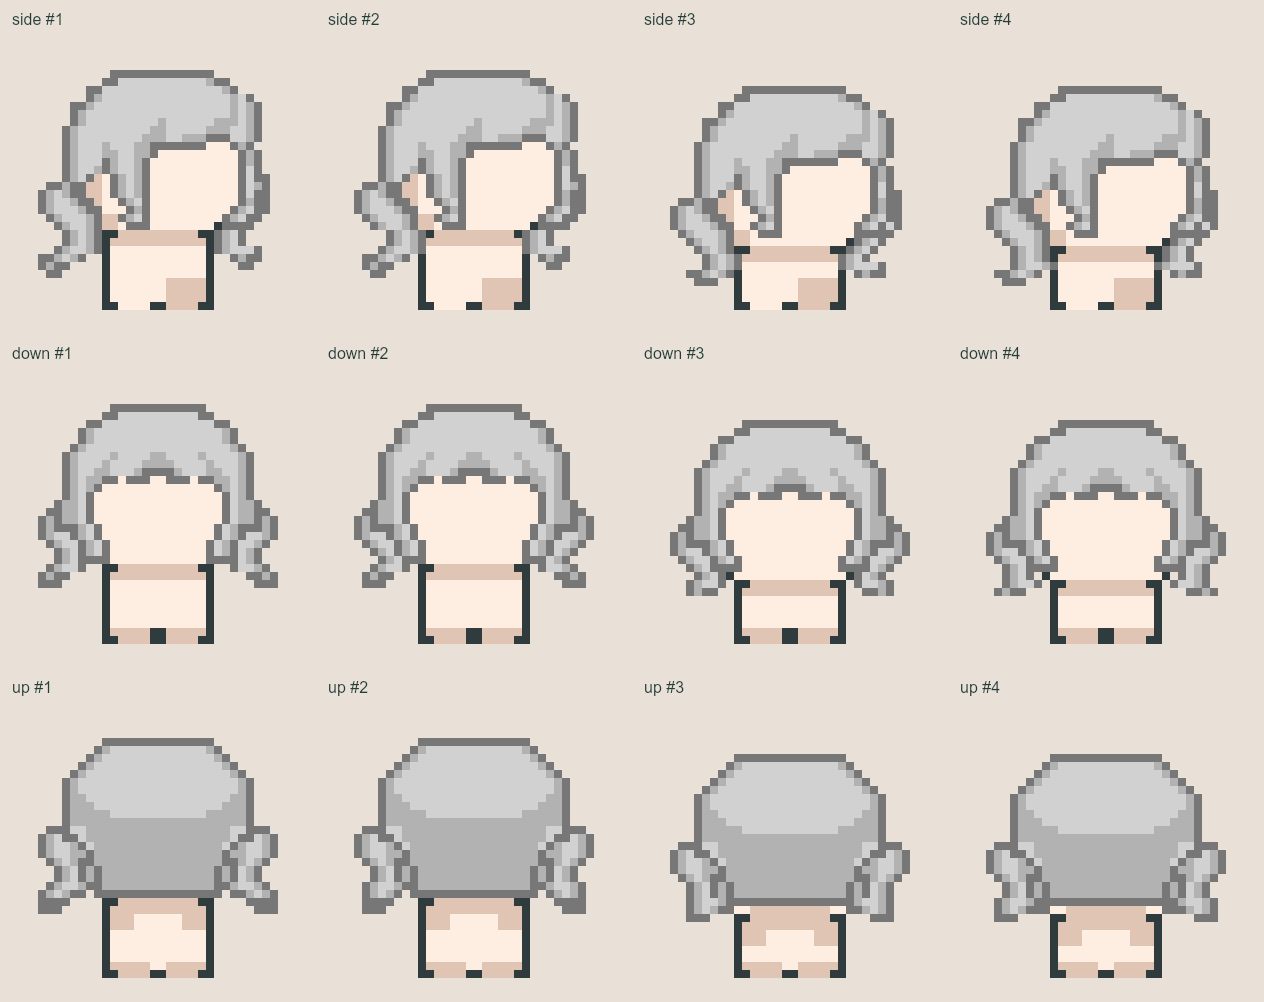 side #1
side #2
side #3
side #4
down #1
down #2
down #3
down #4
up #1
up #2
up #3
up #4